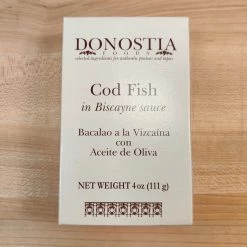 DONOSTIA
FOODS
selected ingredients for authentic pintxos and tapas
Cod Fish
in Biscayne sauce
Bacalao a la Vizcaína
con
Aceite de Oliva
NET WEIGHT 4 oz (111 g)